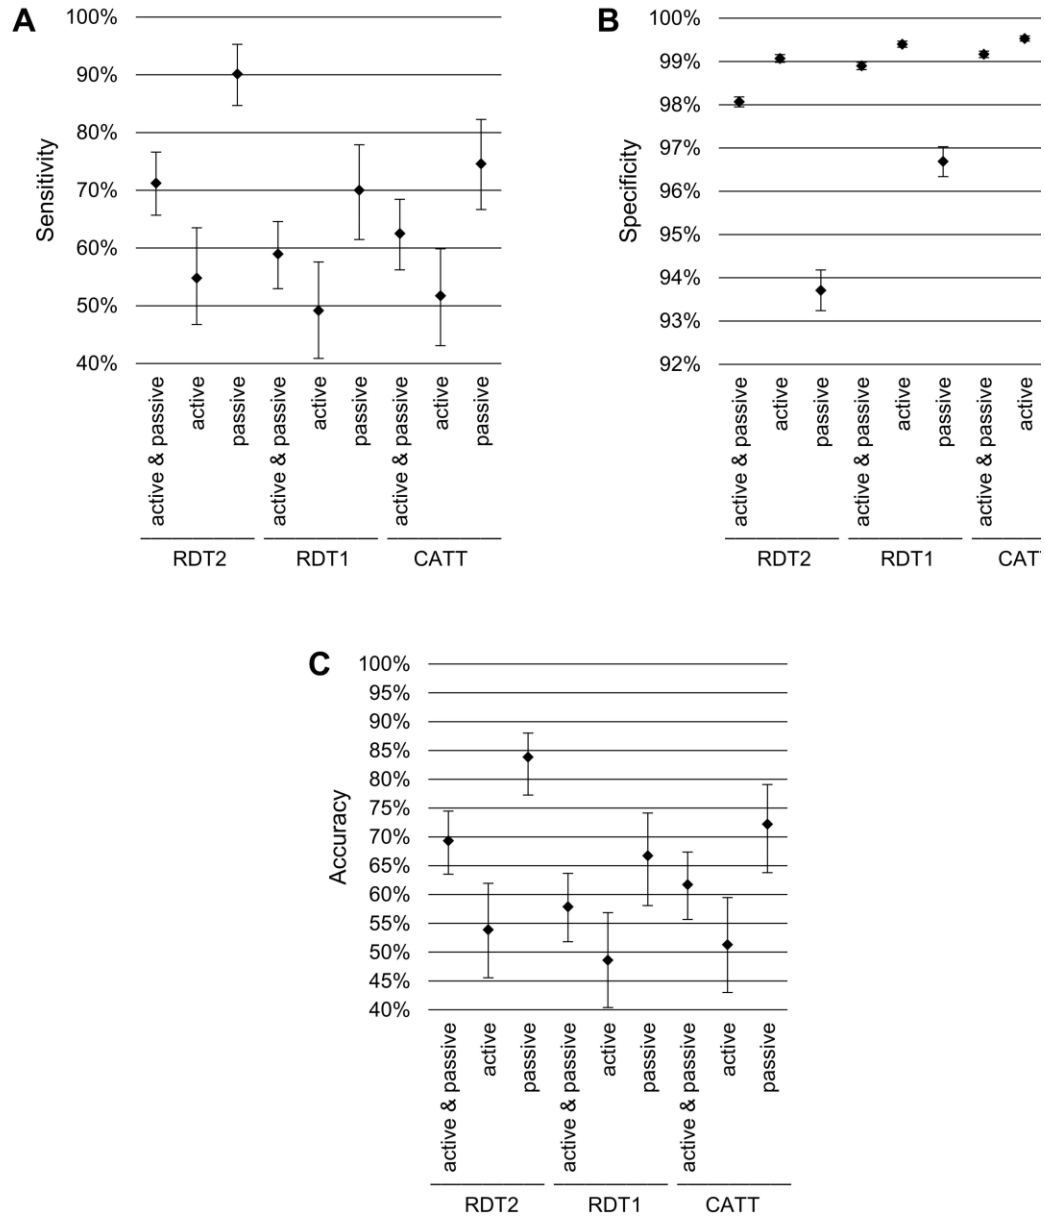 A
Sensitivity
100%
90%
80%
70%
60%
50%
40%
active & passive
active
passive
active & passive
active
passive
active & passive
active
passive
RDT2 RDT1 CATT
B
Specificity
100%
99%
98%
97%
96%
95%
94%
93%
92%
active & passive
active
passive
active & passive
active
passive
active & passive
active
RDT2 RDT1 CAT
C
Accuracy
100%
95%
90%
85%
80%
75%
70%
65%
60%
55%
50%
45%
40%
active & passive
active
passive
active & passive
active
passive
active & passive
active
passive
RDT2 RDT1 CATT